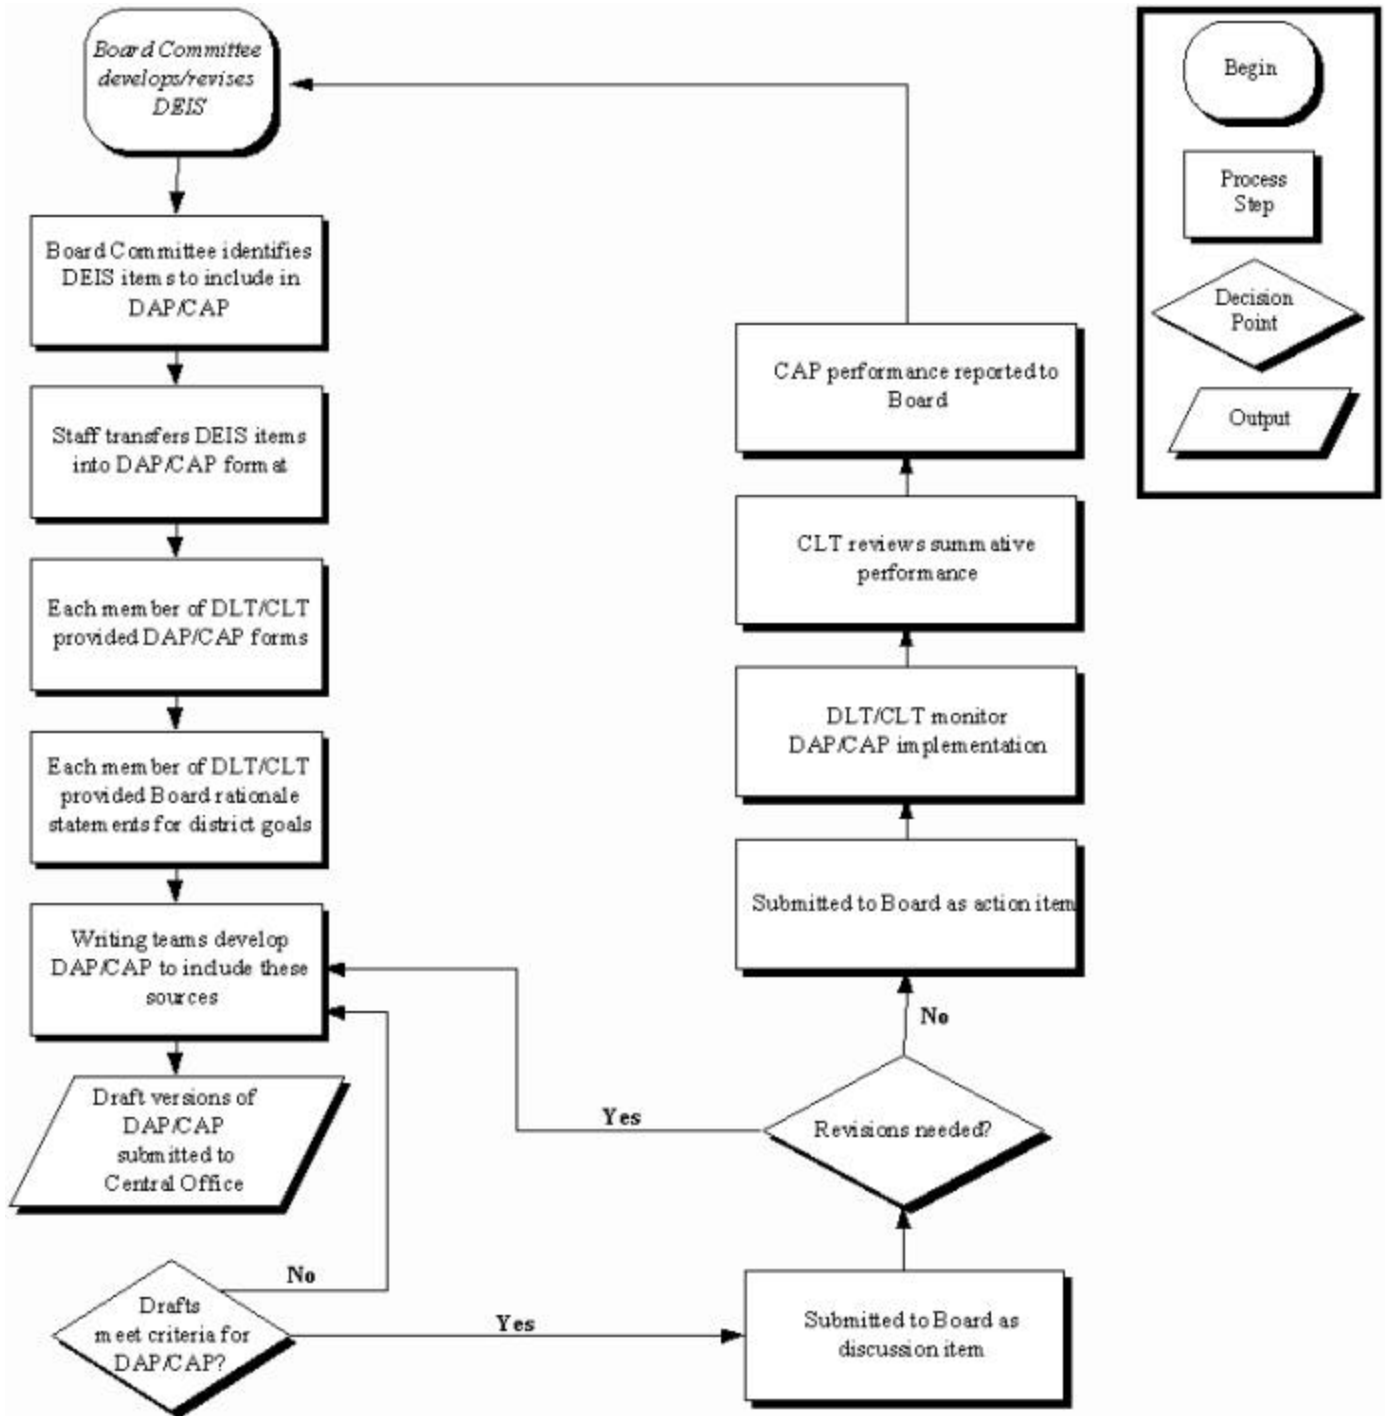 Board Committee
develops/revises
DEIS
Board Committee identifies
DEIS items to include in
DAP/CAP
Staff transfers DEIS items
into DAP/CAP format
Each member of DLT/CLT
provided DAP/CAP forms
Each member of DLT/CLT
provided Board rationale
statements for district goals
Writing teams develop
DAP/CAP to include these
sources
Draft versions of
DAP/CAP
submitted to
Central Office
Drafts
meet criteria for
DAP/CAP?
No
Yes
Submitted to Board as
discussion item
Revisions needed?
Yes
No
Submitted to Board as action item
DLT/CLT monitor
DAP/CAP implementation
CLT reviews summative
performance
CAP performance reported to
Board
Begin
Process
Step
Decision
Point
Output